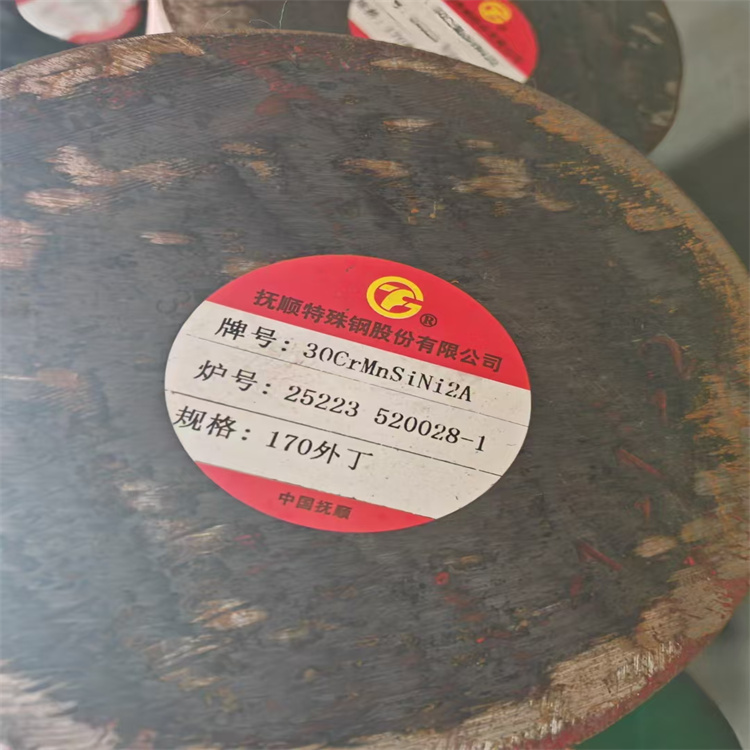 抚顺特殊钢股份有限公司
®
牌号：30CrMnSiNi2A
炉号：25223 520028-1
规格：170外丁
中国抚顺